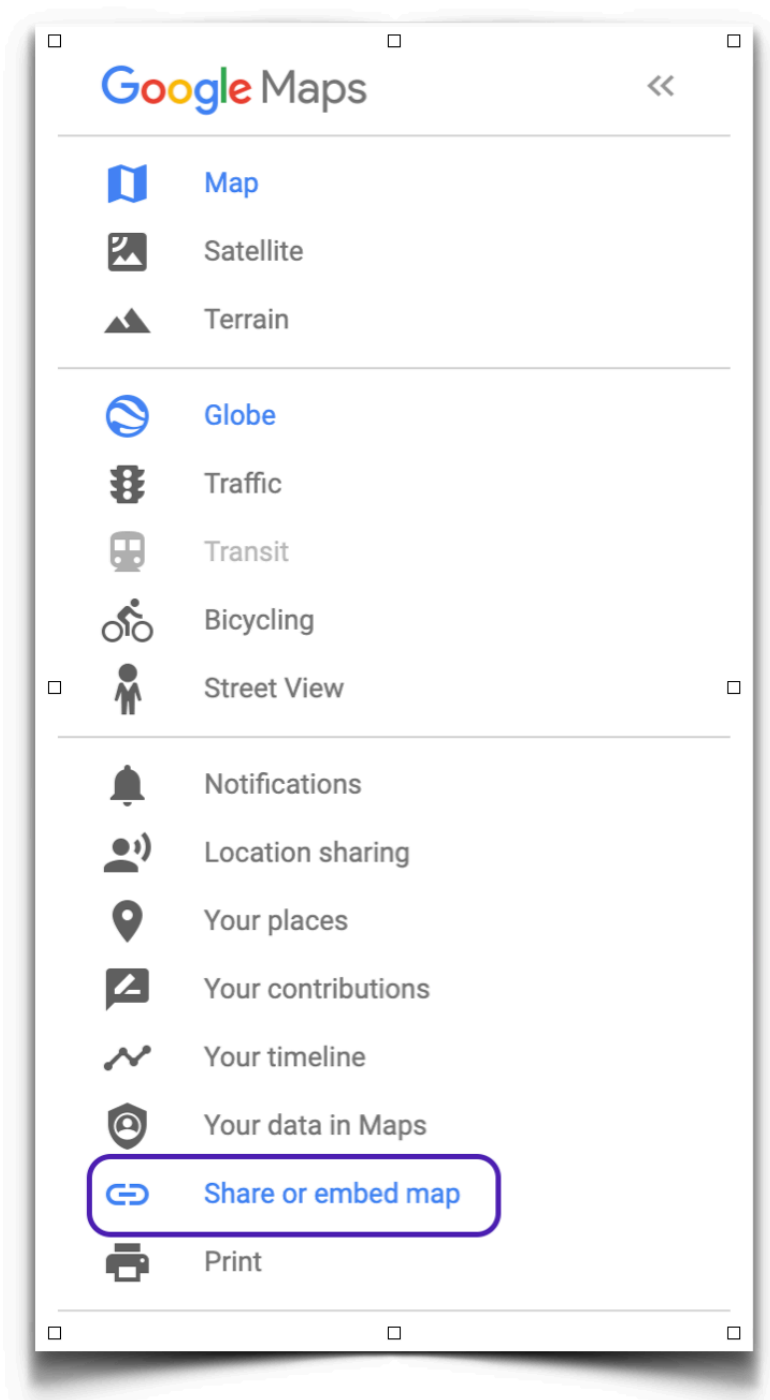 Google Maps
Map
Satellite
Terrain
Globe
Traffic
Transit
Bicycling
Street View
Notifications
Location sharing
Your places
Your contributions
Your timeline
Your data in Maps
Share or embed map
Print